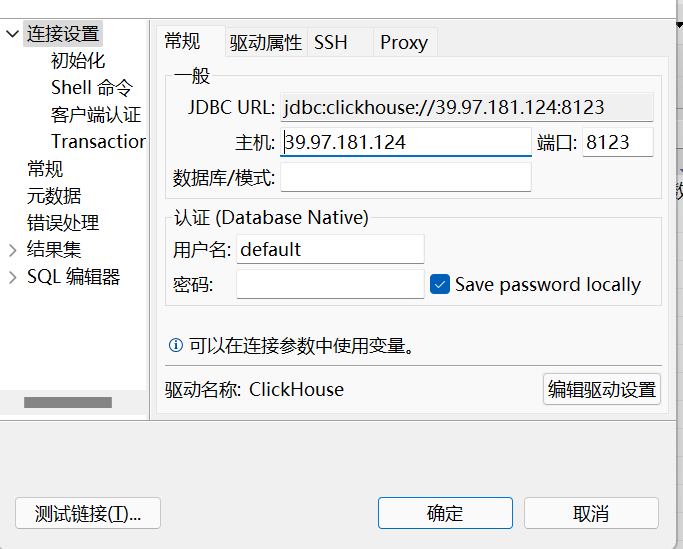 连接设置
初始化
Shell 命令
客户端认证
Transaction
常规
元数据
错误处理
结果集
SQL 编辑器
常规 驱动属性 SSH Proxy
一般
JDBC URL: jdbc:clickhouse://39.97.181.124:8123
主机: 39.97.181.124 端口: 8123
数据库/模式:
认证 (Database Native)
用户名: default
密码: Save password locally
可以在连接参数中使用变量。
驱动名称: ClickHouse 编辑驱动设置
测试链接(T)... 确定 取消